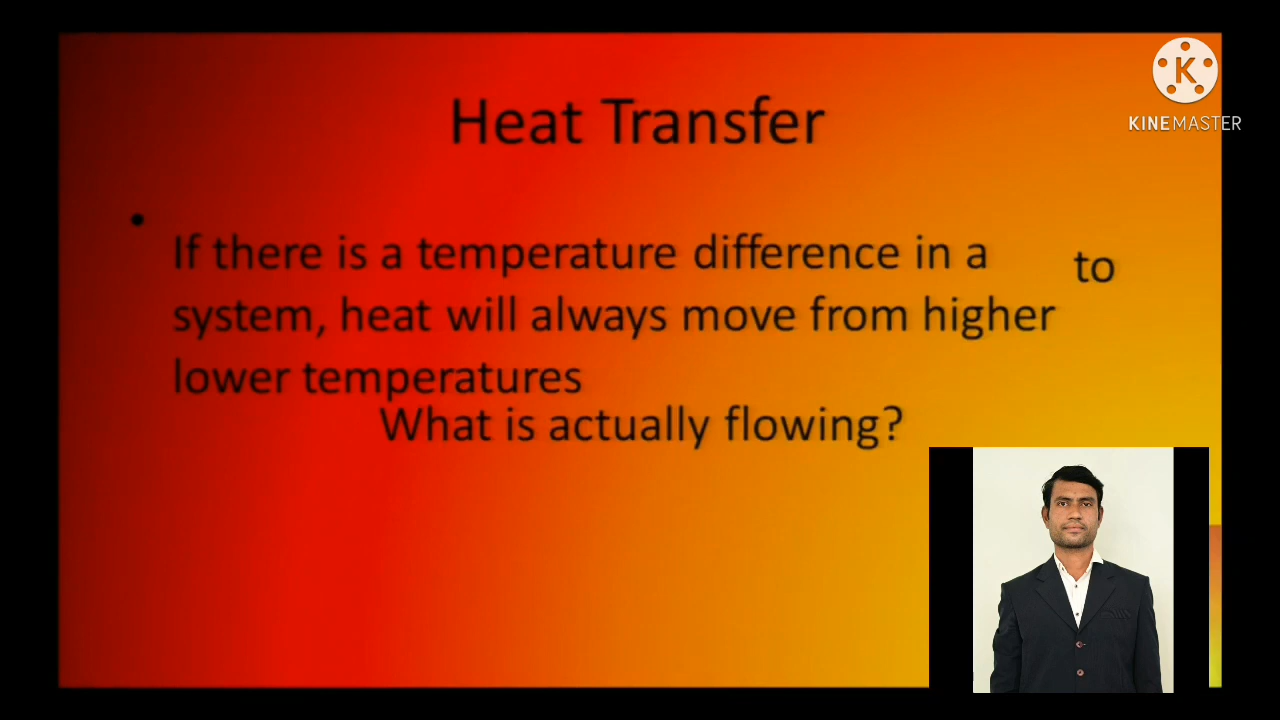 Heat Transfer
K
KINEMASTER
• If there is a temperature difference in a
to
system, heat will always move from higher
lower temperatures
What is actually flowing?